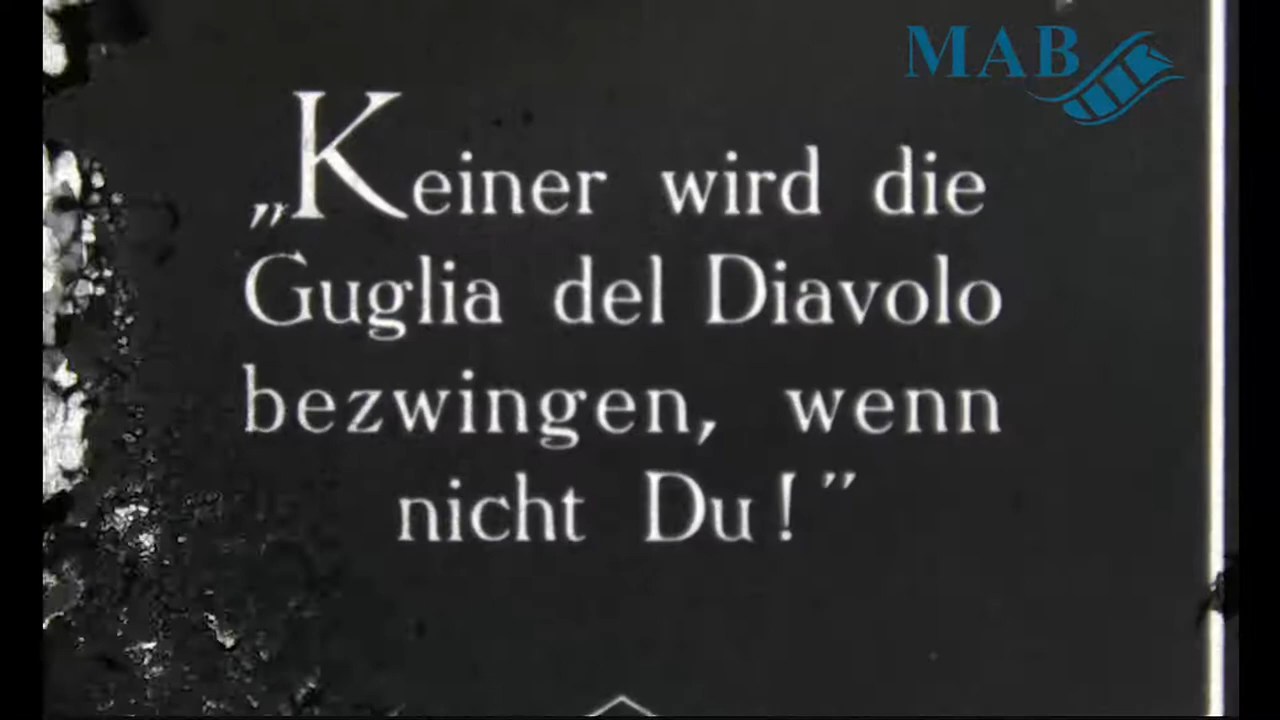 MAB
„Keiner wird die
Guglia del Diavolo
bezwingen, wenn
nicht Du!”